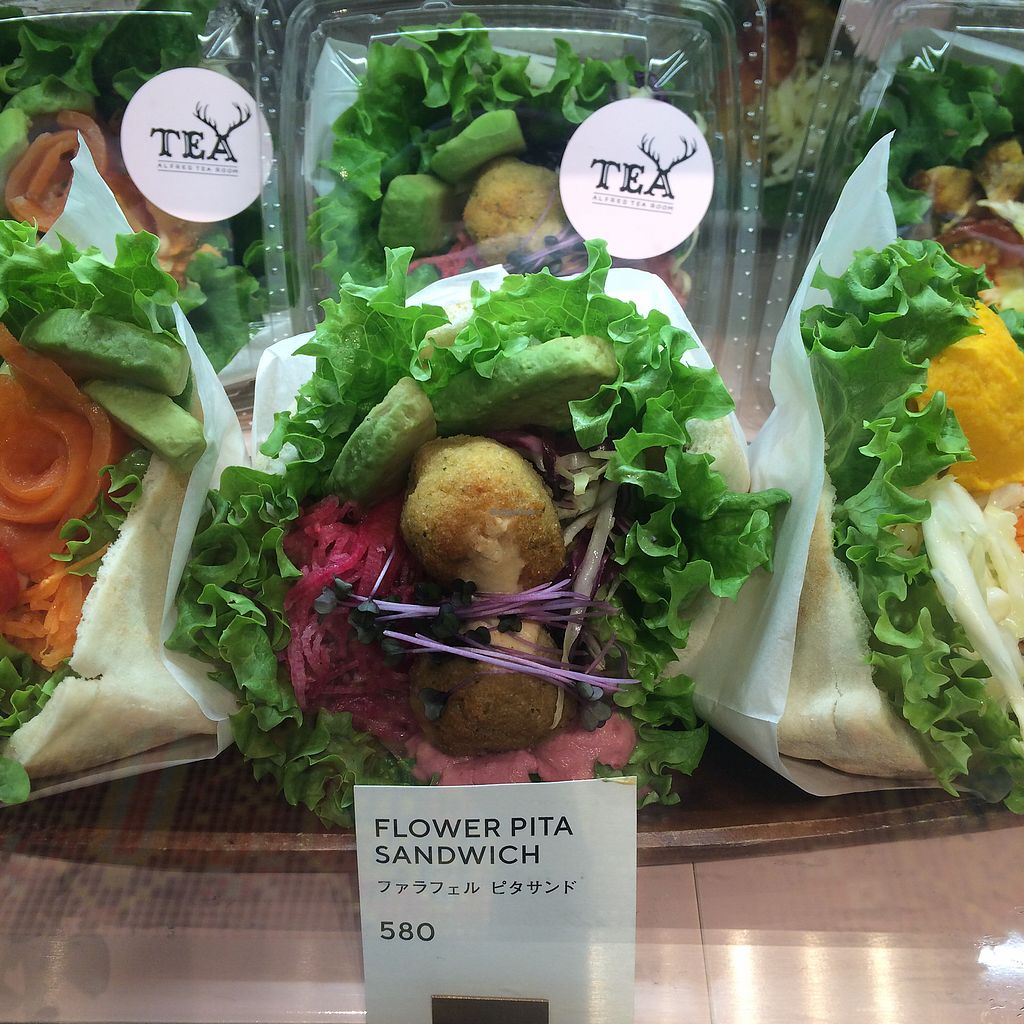 TEA
ALFRED TEA ROOM
TEA
ALFRED TEA ROOM
FLOWER PITA
SANDWICH
ファラフェル ピタサンド
580